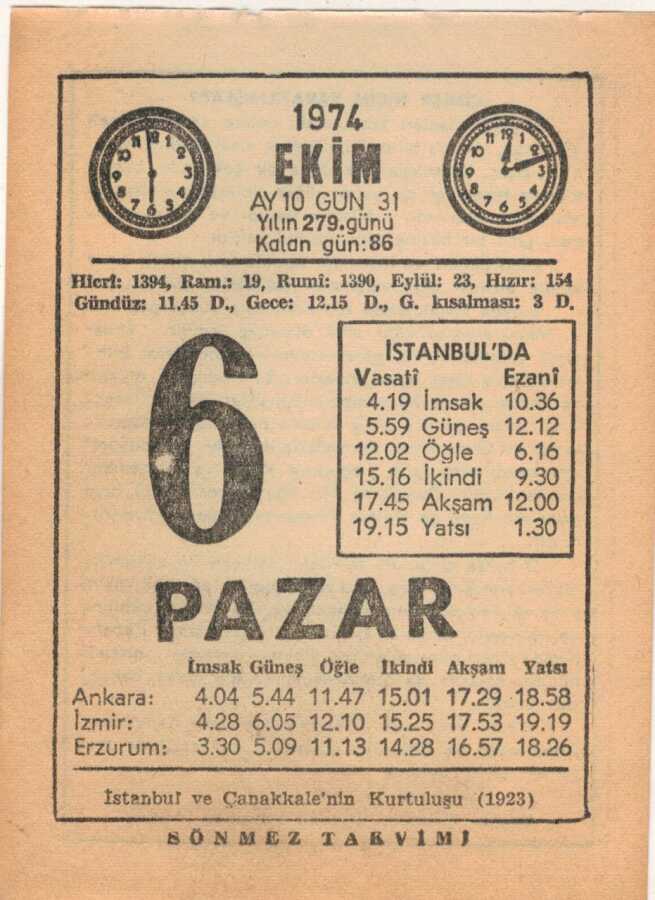 1974
EKİM
AY 10 GÜN 31
Yılın 279.günü
Kalan gün:86
Hicrî: 1394, Ram.: 19, Rumî: 1390, Eylül: 23, Hızır: 154
Gündüz: 11.45 D., Gece: 12.15 D., G. kısalması: 3 D.
6
İSTANBUL'DA
Vasatî Ezanî
4.19 İmsak 10.36
5.59 Güneş 12.12
12.02 Öğle 6.16
15.16 İkindi 9.30
17.45 Akşam 12.00
19.15 Yatsı 1.30
PAZAR
İmsak Güneş Öğle İkindi Akşam Yatsı
Ankara: 4.04 5.44 11.47 15.01 17.29 18.58
İzmir: 4.28 6.05 12.10 15.25 17.53 19.19
Erzurum: 3.30 5.09 11.13 14.28 16.57 18.26
İstanbul ve Çanakkale'nin Kurtuluşu (1923)
SÖNMEZ TAKVİMİ